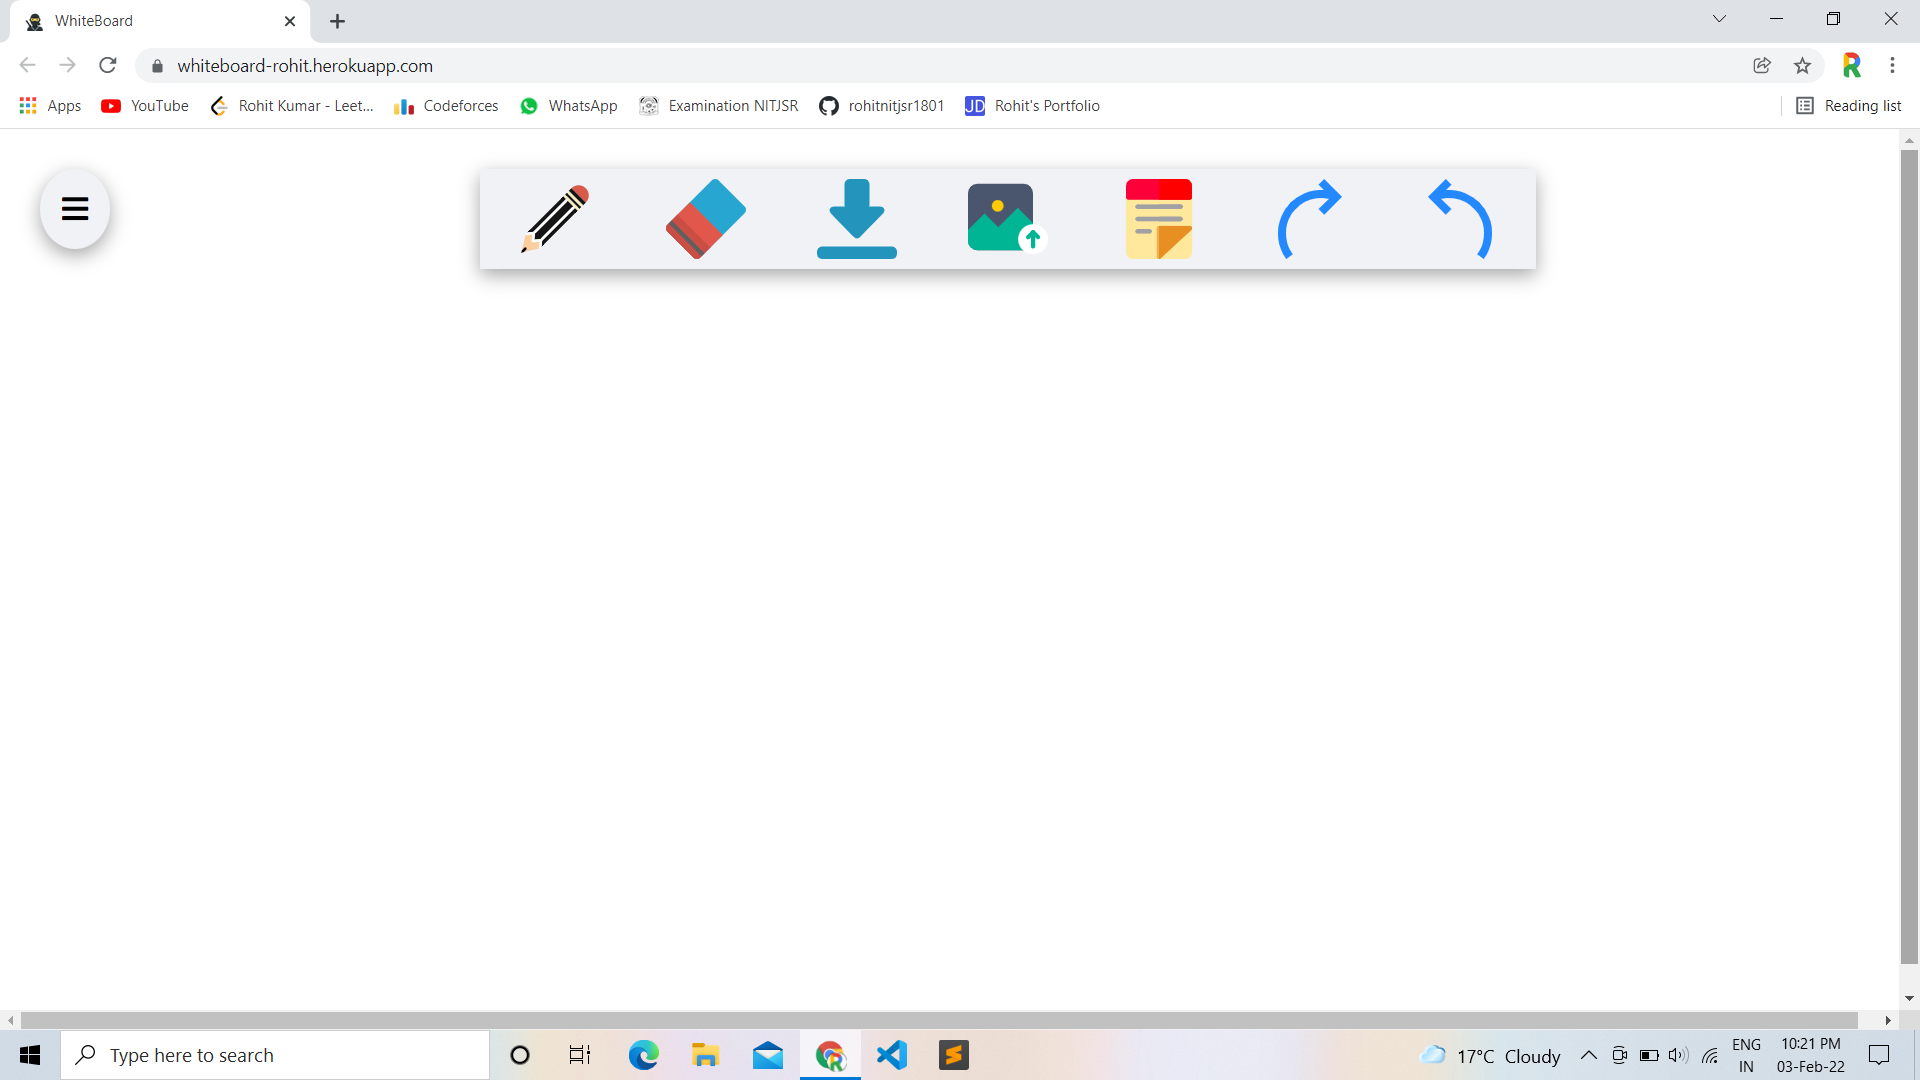 WhiteBoard
whiteboard-rohit.herokuapp.com
Apps YouTube Rohit Kumar - Leet... Codeforces WhatsApp Examination NITJSR rohitnitjsr1801 JD Rohit's Portfolio Reading list
Type here to search
17°C Cloudy
ENG
IN
10:21 PM
03-Feb-22